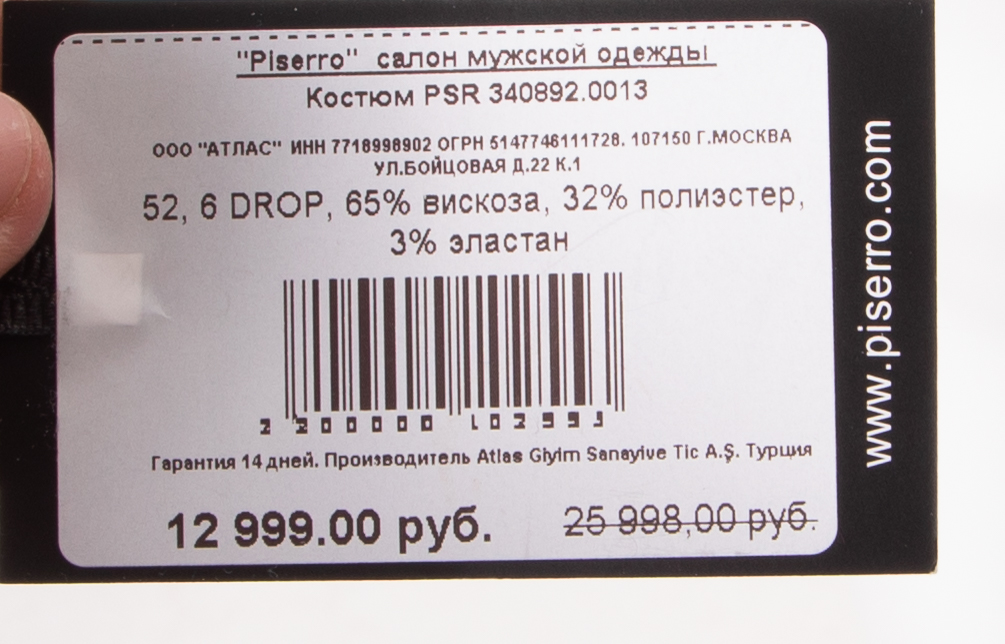 "Piserro" салон мужской одежды
Костюм PSR 340892.0013
ООО "АТЛАС" ИНН 7718998902 ОГРН 5147746111728. 107150 Г.МОСКВА
УЛ.БОЙЦОВАЯ Д.22 К.1
52, 6 DROP, 65% вискоза, 32% полиэстер,
3% эластан
Гарантия 14 дней. Производитель Atlas Giyim Sanayive Tic A.Ş. Турция
12 999.00 руб. 25 998,00 руб.
www.piserro.com